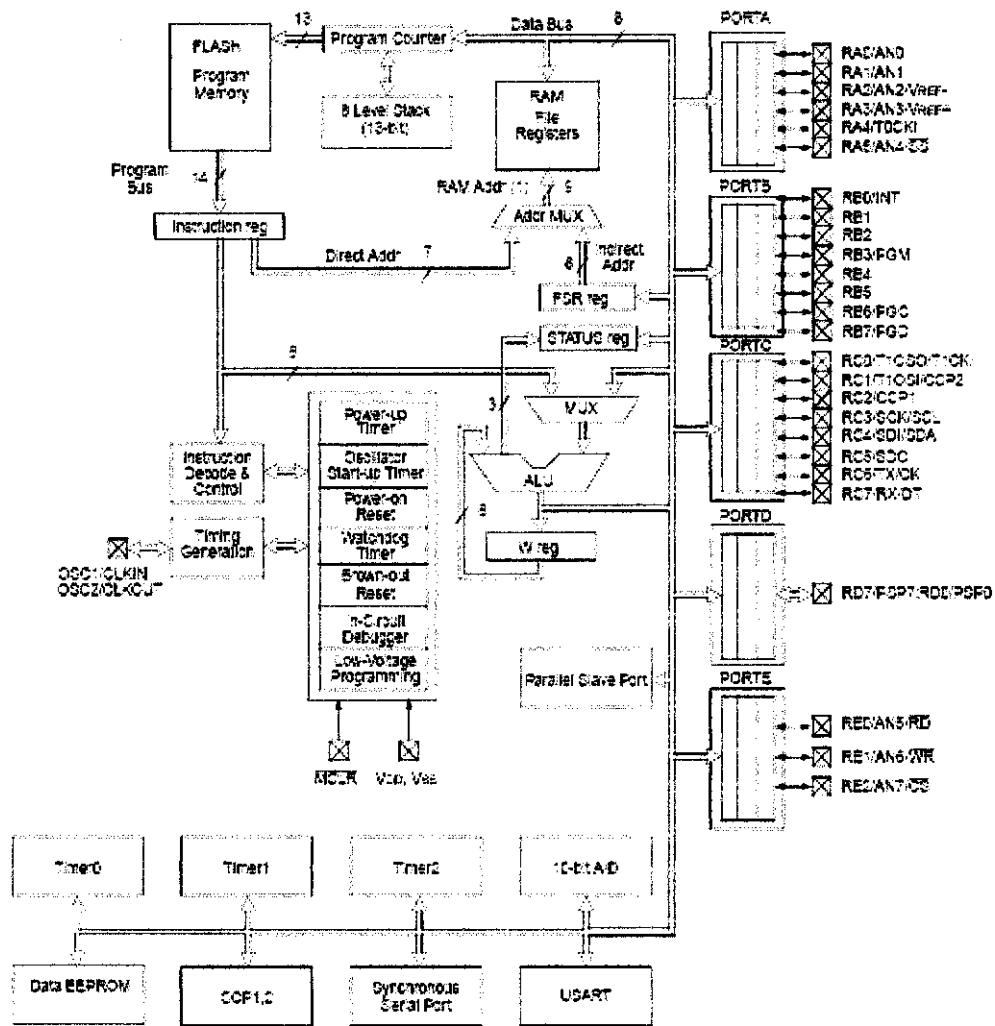 13
Data Bus
8
PORTA
FLASH
Program
Memory
Program Counter
8 Level Stack
(13-bit)
RAM
File
Registers
RA0/AN0
RA1/AN1
RA2/AN2/VREF-
RA3/AN3/VREF+
RA4/T0CKI
RA5/AN4/SS
Program
Bus
14
RAM Addr (1)
9
PORTB
Instruction reg
Addr MUX
Direct Addr
7
8
Indirect
Addr
FSR reg
STATUS reg
RB0/INT
RB1
RB2
RB3/PGM
RB4
RB5
RB6/PGC
RB7/PGD
PORTC
8
3
MUX
RC0/T1OSO/T1CKI
RC1/T1OSI/CCP2
RC2/CCP1
RC3/SCK/SCL
RC4/SDI/SDA
RC5/SDO
RC6/TX/CK
RC7/RX/DT
Power-up
Timer
Oscillator
Start-up Timer
Power-on
Reset
Watchdog
Timer
Brown-out
Reset
In-Circuit
Debugger
Low-Voltage
Programming
Instruction
Decode &
Control
Timing
Generation
OSC1/CLKIN
OSC2/CLKOUT
ALU
8
W reg
PORTD
RD7/PSP7/RD0/PSP0
Parallel Slave Port
PORTE
RE0/AN5/RD
RE1/AN6/WR
RE2/AN7/CS
MCLR
VDD, VSS
Timer0
Timer1
Timer2
10-bit A/D
Data EEPROM
CCP1,2
Synchronous
Serial Port
USART